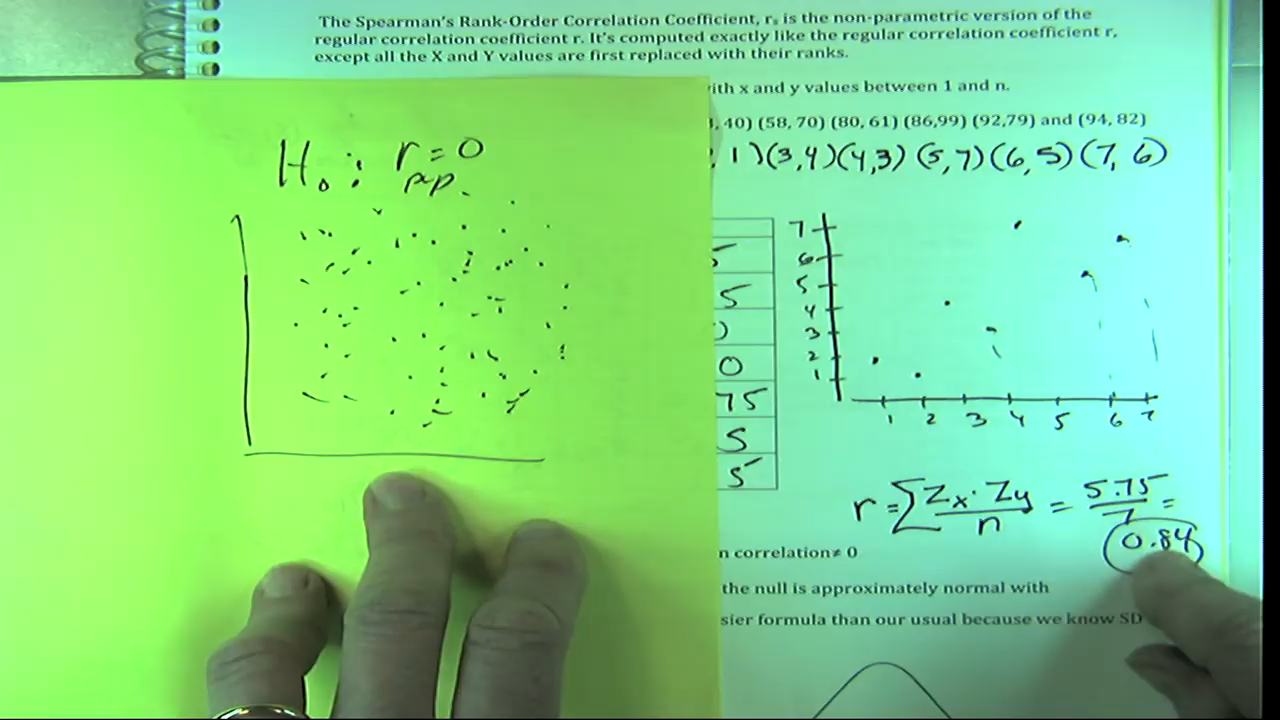 The Spearman's Rank-Order Correlation Coefficient, rs is the non-parametric version of the
regular correlation coefficient r. It's computed exactly like the regular correlation coefficient r,
except all the X and Y values are first replaced with their ranks.
ith x and y values between 1 and n.
, 40) (58, 70) (80, 61) (86,99) (92,79) and (94, 82)
1) (3,4) (4,3) (5,7) (6,5) (7, 6)
H₀: r = 0
pop.
5
5
0
0
75
5
5
7
6
5
4
3
2
1
1 2 3 4 5 6 7
r = Σ Zx · Zy / n = 5.75 / 7 =
0.84
n correlation≠ 0
the null is approximately normal with
sier formula than our usual because we know SD